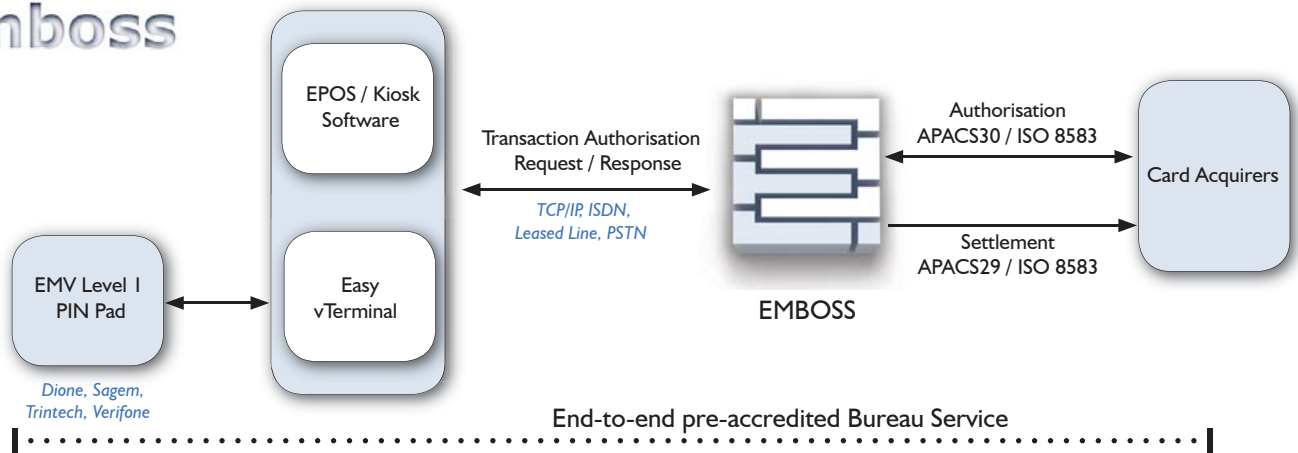 mboss
EPOS / Kiosk
Software
Easy
vTerminal
EMV Level 1
PIN Pad
Dione, Sagem,
Trintech, Verifone
Transaction Authorisation
Request / Response
TCP/IP, ISDN,
Leased Line, PSTN
EMBOSS
Authorisation
APACS30 / ISO 8583
Settlement
APACS29 / ISO 8583
Card Acquirers
End-to-end pre-accredited Bureau Service